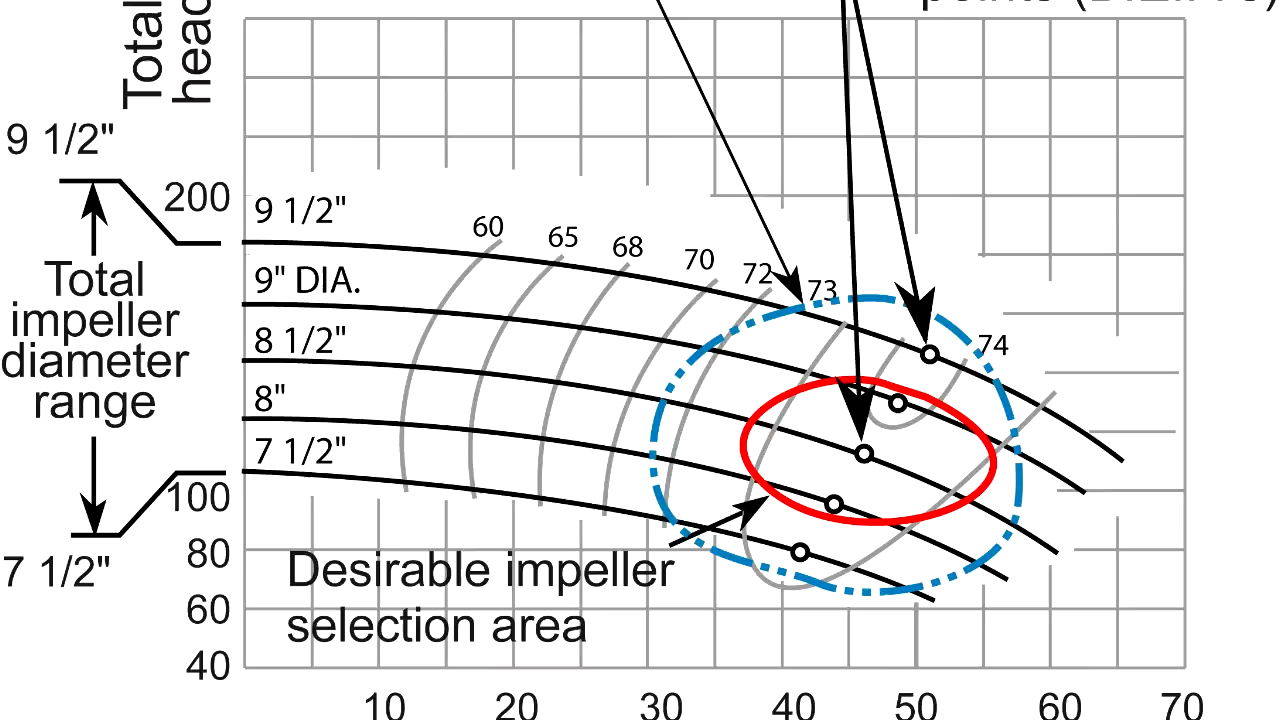 Total
head
9 1/2"
200
9 1/2"
60
65
68
70
72
73
74
9" DIA.
8 1/2"
8"
7 1/2"
Total
impeller
diameter
range
100
80
60
40
7 1/2"
Desirable impeller
selection area
10
20
30
40
50
60
70